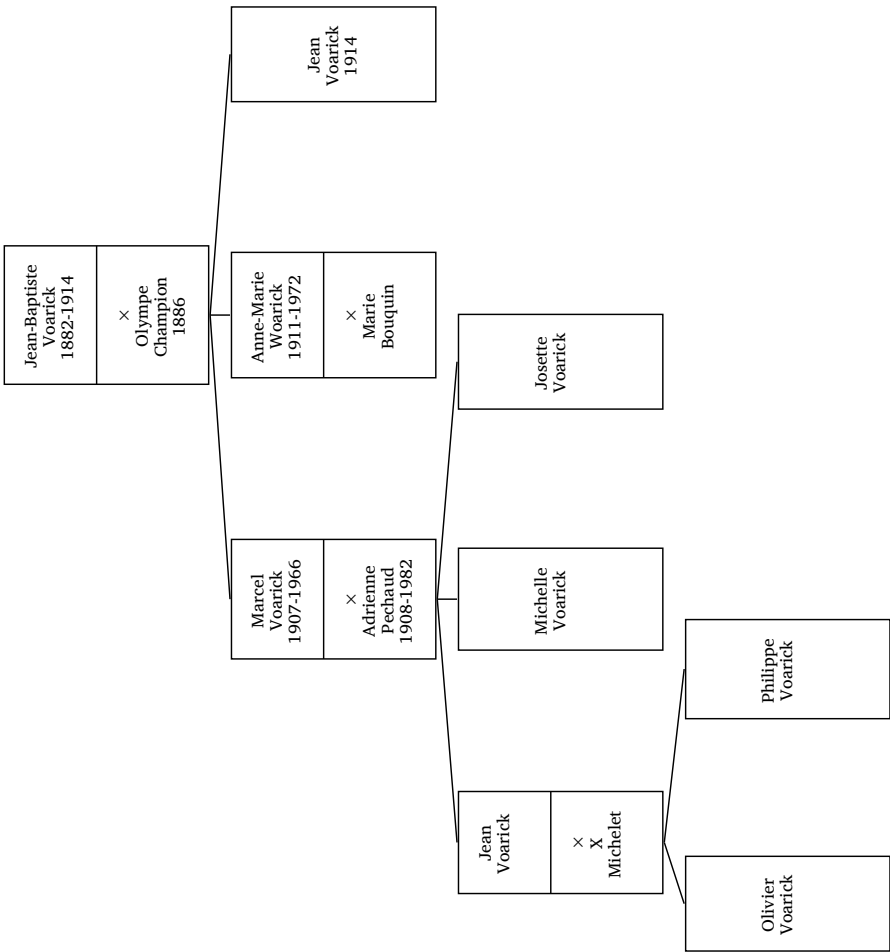 Jean-Baptiste
Voarick
1882-1914
×
Olympe
Champion
1886
Marcel
Voarick
1907-1966
×
Adrienne
Pechaud
1908-1982
Anne-Marie
Woarick
1911-1972
×
Marie
Bouquin
Jean
Voarick
1914
Jean
Voarick
×
X
Michelet
Michelle
Voarick
Josette
Voarick
Olivier
Voarick
Philippe
Voarick